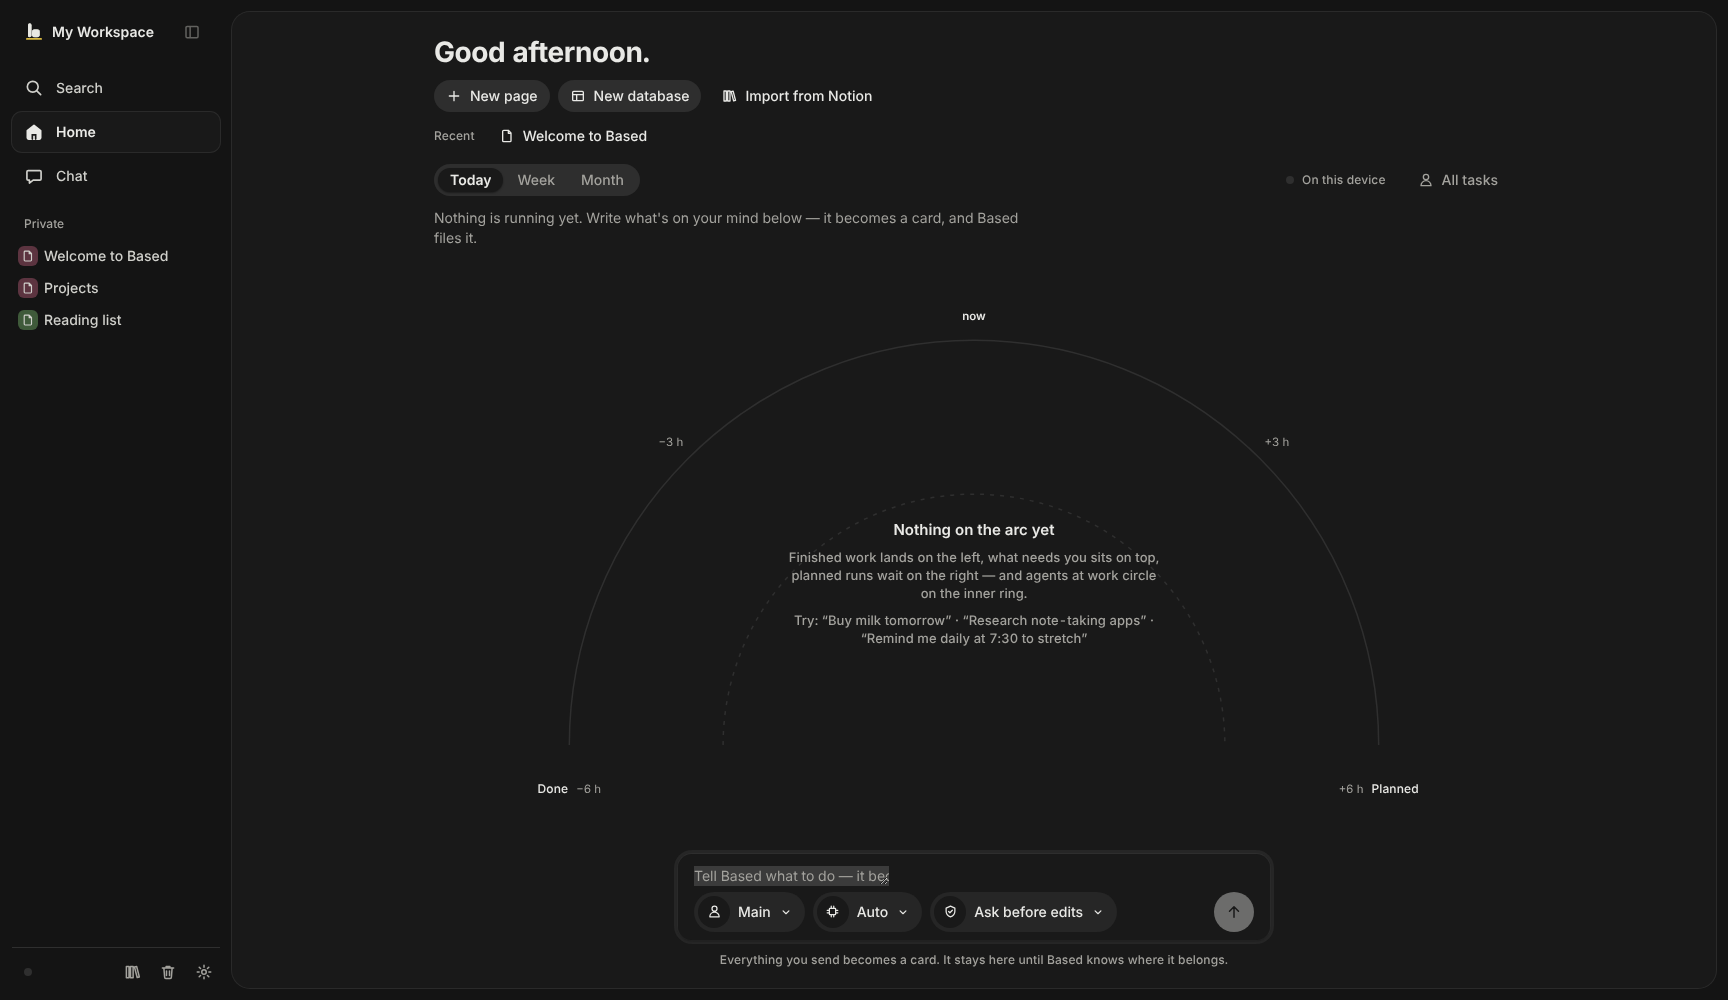 My Workspace
Search
Home
Chat
Private
Welcome to Based
Projects
Reading list
Good afternoon.
New page
New database
Import from Notion
Recent
Welcome to Based
Today
Week
Month
On this device
All tasks
Nothing is running yet. Write what's on your mind below — it becomes a card, and Based
files it.
now
−3 h
+3 h
Nothing on the arc yet
Finished work lands on the left, what needs you sits on top,
planned runs wait on the right — and agents at work circle
on the inner ring.
Try: “Buy milk tomorrow” · “Research note-taking apps” ·
“Remind me daily at 7:30 to stretch”
Done −6 h
+6 h Planned
Tell Based what to do — it
Main
Auto
Ask before edits
Everything you send becomes a card. It stays here until Based knows where it belongs.